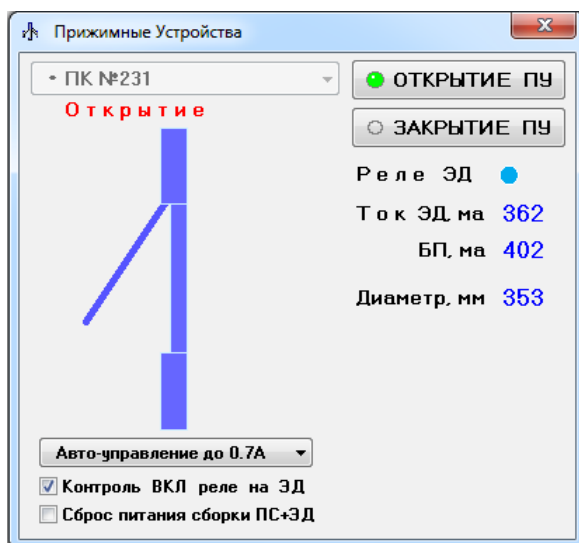 Прижимные Устройства
• ПК №231
Открытие
ОТКРЫТИЕ ПУ
ЗАКРЫТИЕ ПУ
Реле ЭД
Ток ЭД, ма 362
БП, ма 402
Диаметр, мм 353
Авто-управление до 0.7А
Контроль ВКЛ реле на ЭД
Сброс питания сборки ПС+ЭД